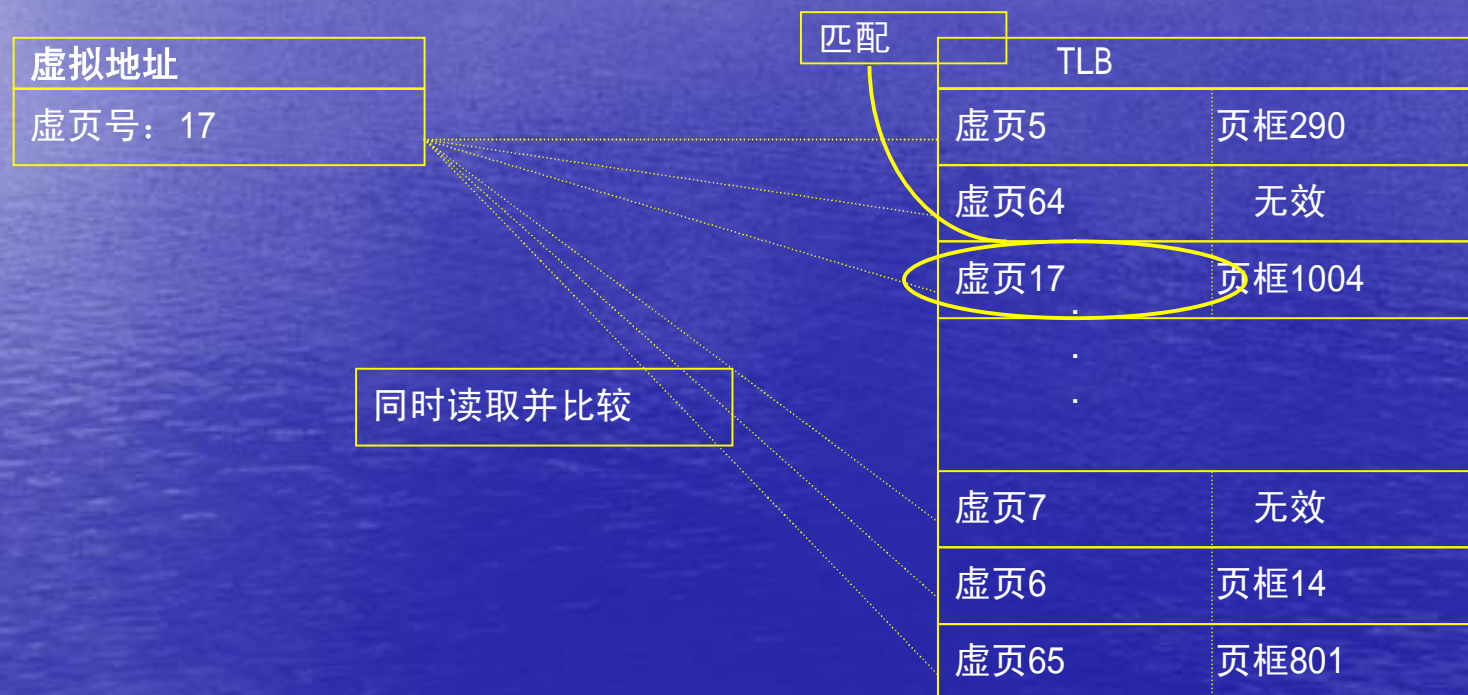 匹配
虚拟地址
虚页号：17
TLB
虚页5 页框290
虚页64 无效
虚页17 页框1004
.
.
.
.
同时读取并比较
虚页7 无效
虚页6 页框14
虚页65 页框801